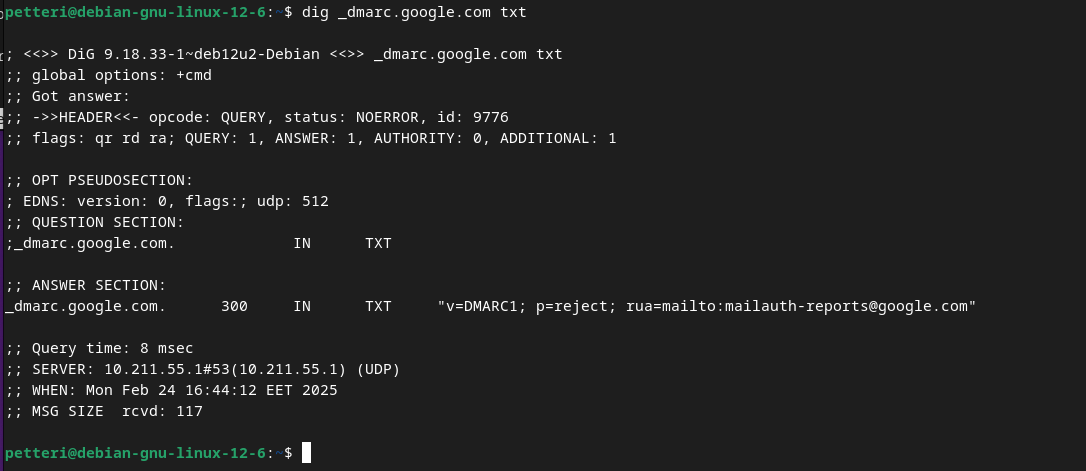 petteri@debian-gnu-linux-12-6:~$ dig _dmarc.google.com txt
; <<>> DiG 9.18.33-1~deb12u2-Debian <<>> _dmarc.google.com txt
;; global options: +cmd
;; Got answer:
;; ->>HEADER<<- opcode: QUERY, status: NOERROR, id: 9776
;; flags: qr rd ra; QUERY: 1, ANSWER: 1, AUTHORITY: 0, ADDITIONAL: 1
;; OPT PSEUDOSECTION:
; EDNS: version: 0, flags:; udp: 512
;; QUESTION SECTION:
;_dmarc.google.com. IN TXT
;; ANSWER SECTION:
_dmarc.google.com. 300 IN TXT "v=DMARC1; p=reject; rua=mailto:mailauth-reports@google.com"
;; Query time: 8 msec
;; SERVER: 10.211.55.1#53(10.211.55.1) (UDP)
;; WHEN: Mon Feb 24 16:44:12 EET 2025
;; MSG SIZE rcvd: 117
petteri@debian-gnu-linux-12-6:~$